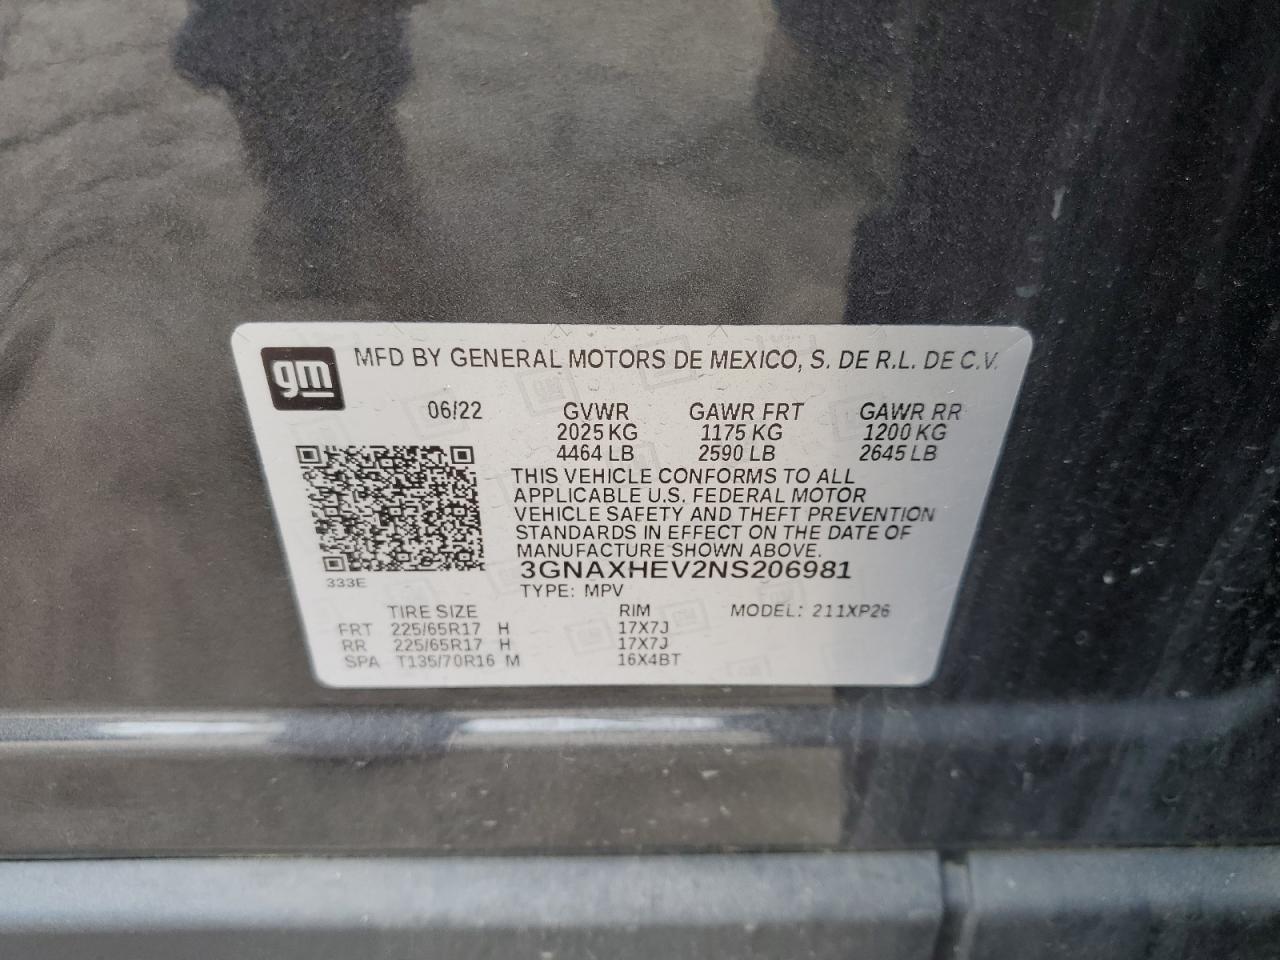 gm MFD BY GENERAL MOTORS DE MEXICO, S. DE R.L. DE C.V.
06/22 GVWR GAWR FRT GAWR RR
2025 KG 1175 KG 1200 KG
4464 LB 2590 LB 2645 LB
THIS VEHICLE CONFORMS TO ALL
APPLICABLE U.S. FEDERAL MOTOR
VEHICLE SAFETY AND THEFT PREVENTION
STANDARDS IN EFFECT ON THE DATE OF
MANUFACTURE SHOWN ABOVE.
3GNAXHEV2NS206981
333E TYPE: MPV
TIRE SIZE RIM MODEL: 211XP26
FRT 225/65R17 H 17X7J
RR 225/65R17 H 17X7J
SPA T135/70R16 M 16X4BT